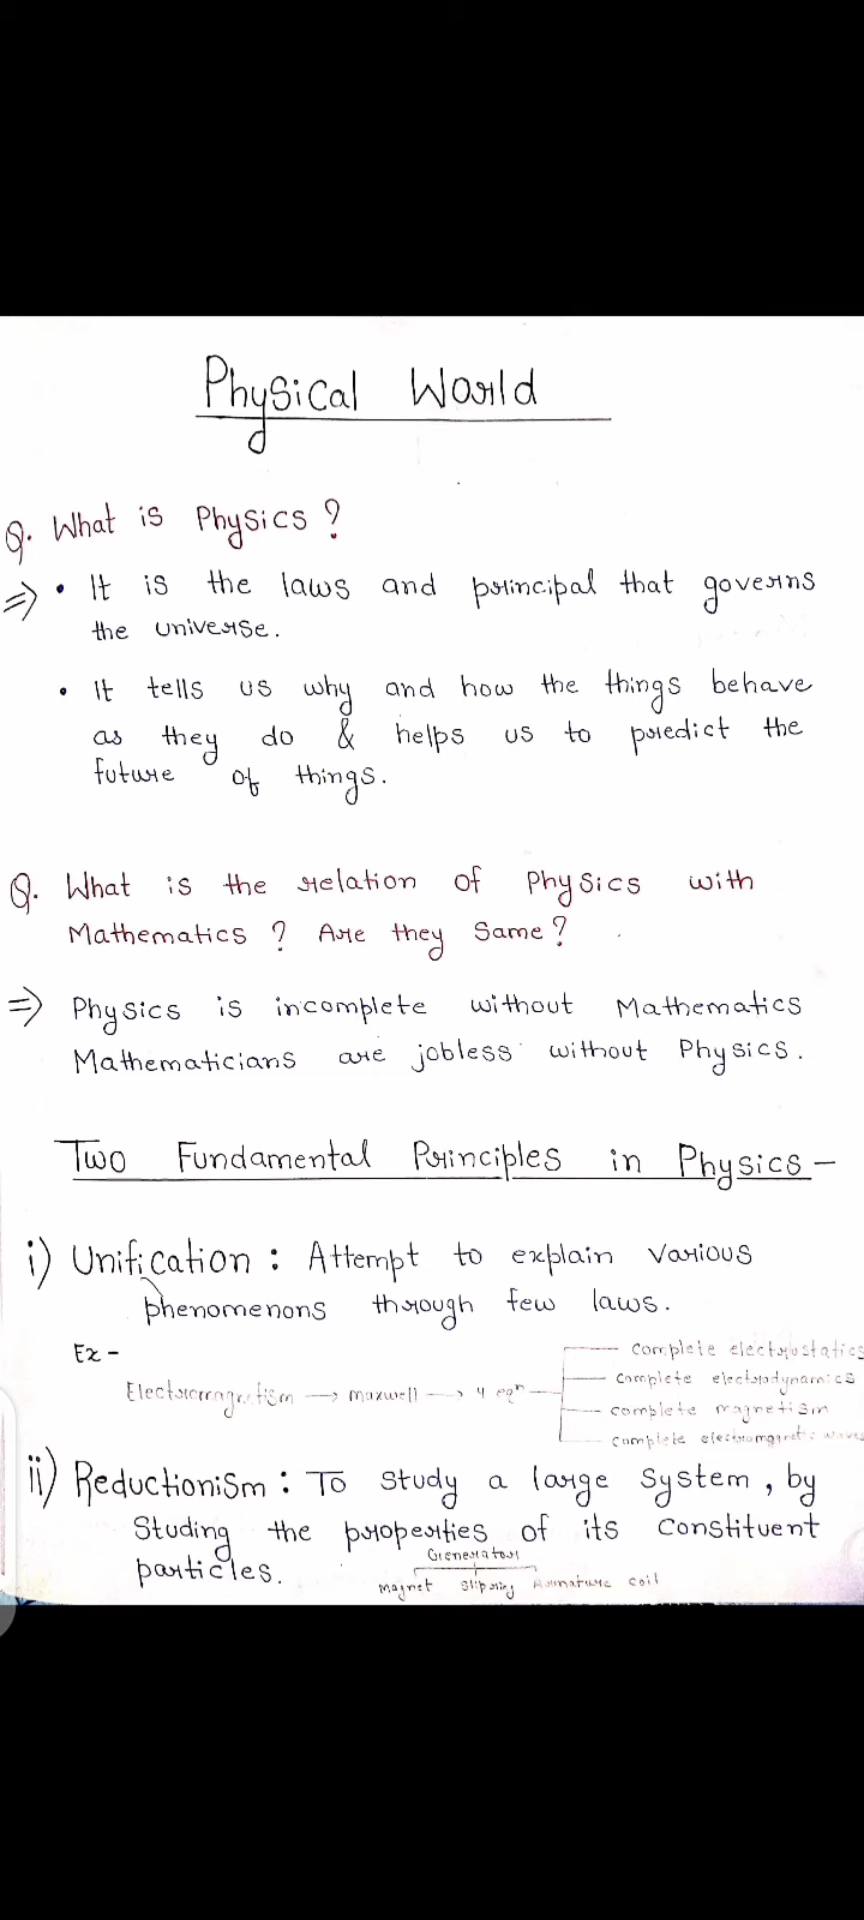 Physical World
Q. What is Physics ?
⇒ • It is the laws and principal that governs
the universe.
• It tells us why and how the things behave
as they do & helps us to predict the
future of things.
Q. What is the relation of Physics with
Mathematics ? Are they Same ?
⇒ Physics is incomplete without Mathematics
Mathematicians are jobless without Physics.
Two Fundamental Principles in Physics -
i) Unification : Attempt to explain various
phenomenons through few laws.
Ex -
complete electrostatics
complete electrodynamics
Electromagnetism → maxwell → 4 eqn
complete magnetism
complete electromagnetic waves
ii) Reductionism : To Study a large System, by
Studing the properties of its constituent
Generator
particles.
magnet Slipring Armature coil